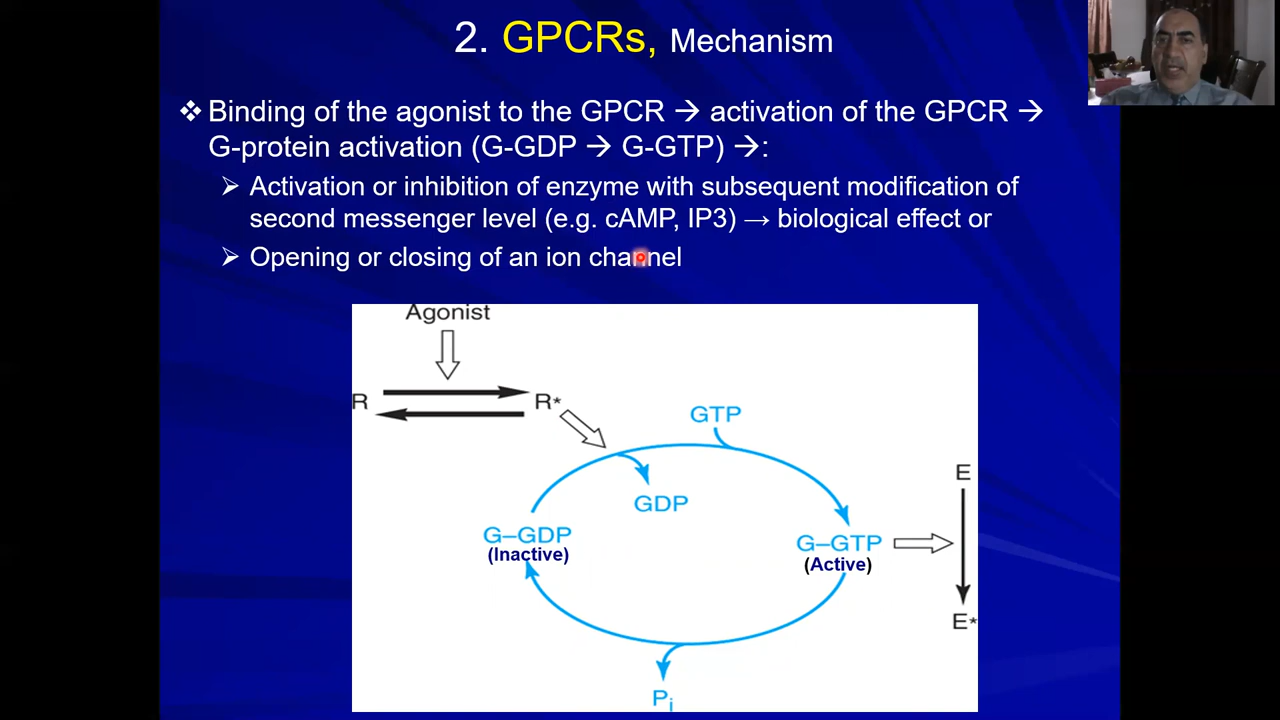 2. GPCRs, Mechanism
❖ Binding of the agonist to the GPCR → activation of the GPCR →
G-protein activation (G-GDP → G-GTP) →:
➢ Activation or inhibition of enzyme with subsequent modification of
second messenger level (e.g. cAMP, IP3) → biological effect or
➢ Opening or closing of an ion channel
Agonist
R
R*
GTP
GDP
E
G–GDP
(Inactive)
G–GTP
(Active)
E*
Pi